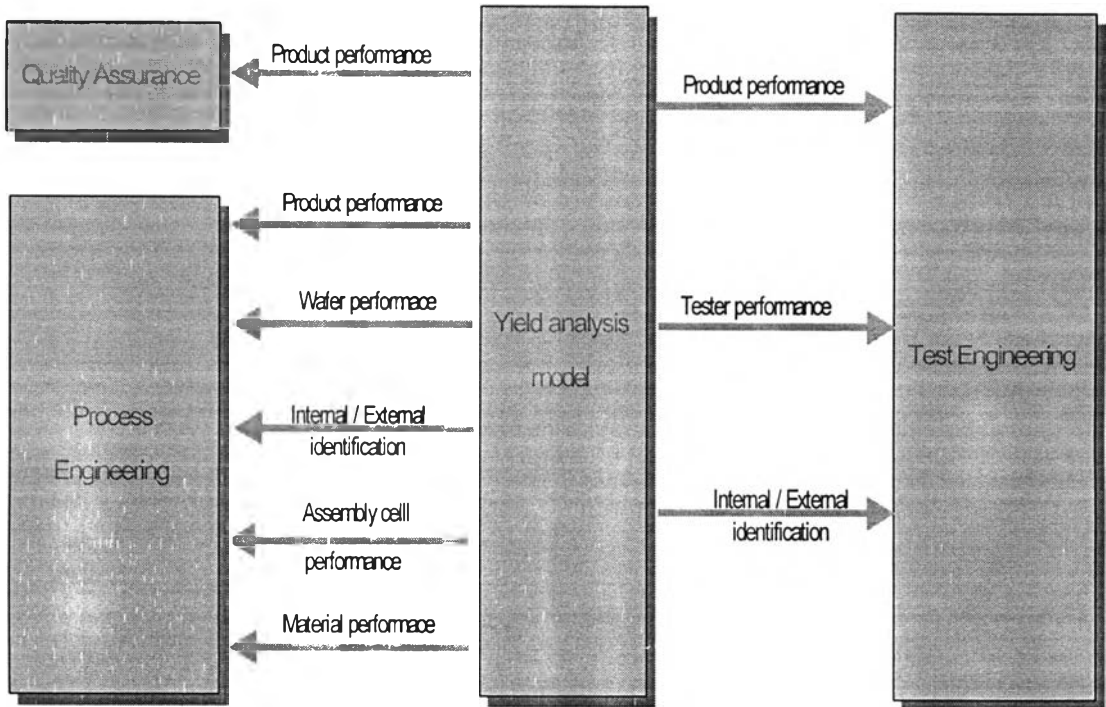 Quality Assurance
Product performance
Product performance
Wafer performace
Internal / External
identification
Assembly celll
performance
Material performace
Process
Engineering
Yield analysis
model
Product performance
Tester performance
Internal / External
identification
Test Engineering